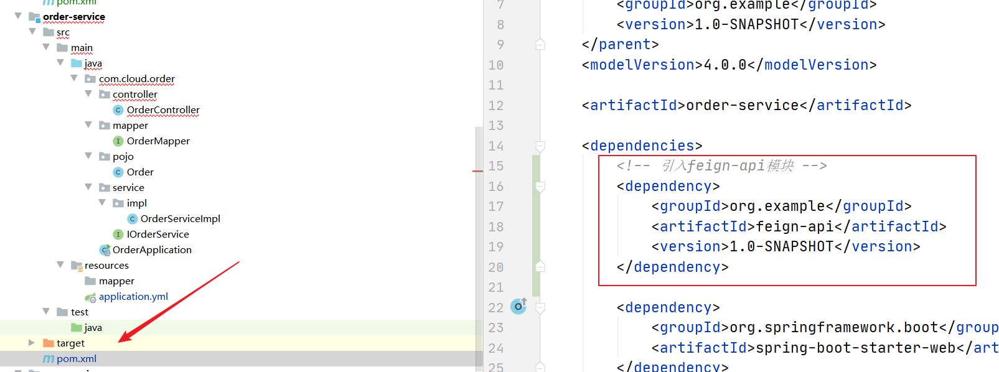 pom.xml
order-service
src
main
java
com.cloud.order
controller
OrderController
mapper
OrderMapper
pojo
Order
service
impl
OrderServiceImpl
IOrderService
OrderApplication
resources
mapper
application.yml
test
java
target
pom.xml
7 <groupId>org.example</groupId>
8 <version>1.0-SNAPSHOT</version>
9 </parent>
10 <modelVersion>4.0.0</modelVersion>
11
12 <artifactId>order-service</artifactId>
13
14 <dependencies>
15 <!-- 引入feign-api模块 -->
16 <dependency>
17 <groupId>org.example</groupId>
18 <artifactId>feign-api</artifactId>
19 <version>1.0-SNAPSHOT</version>
20 </dependency>
21
22 <dependency>
23 <groupId>org.springframework.boot</group
24 <artifactId>spring-boot-starter-web</art
25 </dependency>